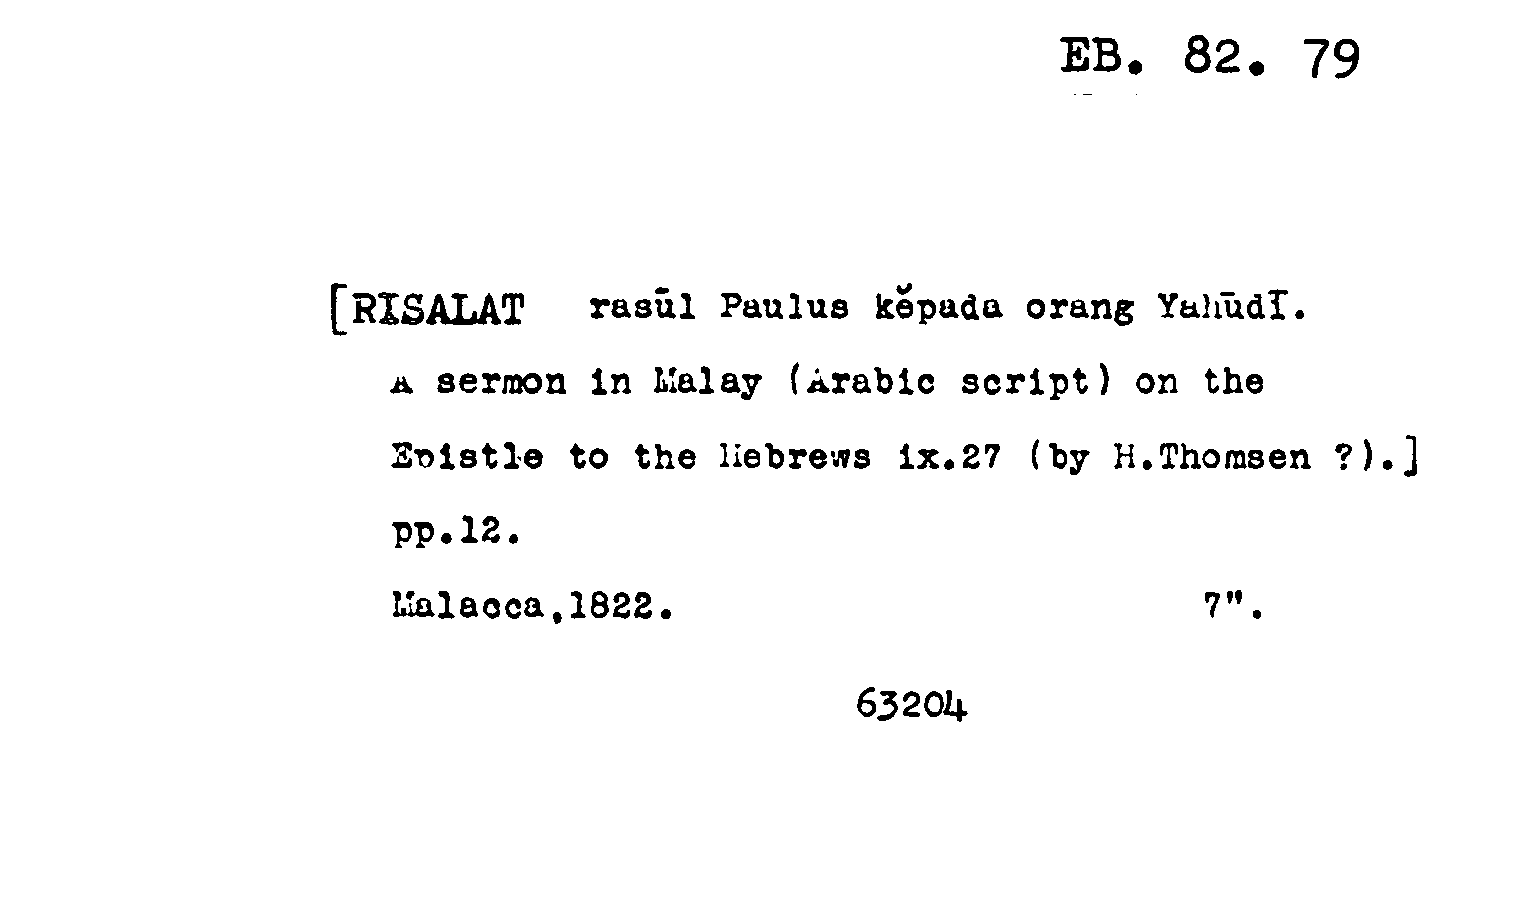 EB. 82. 79
[RISALAT rasūl Paulus kĕpada orang Yahūdī.
A sermon in Malay (Arabic script) on the
Epistle to the Hebrews ix.27 (by H.Thomsen ?).]
pp.12.
Malacca,1822. 7".
63204